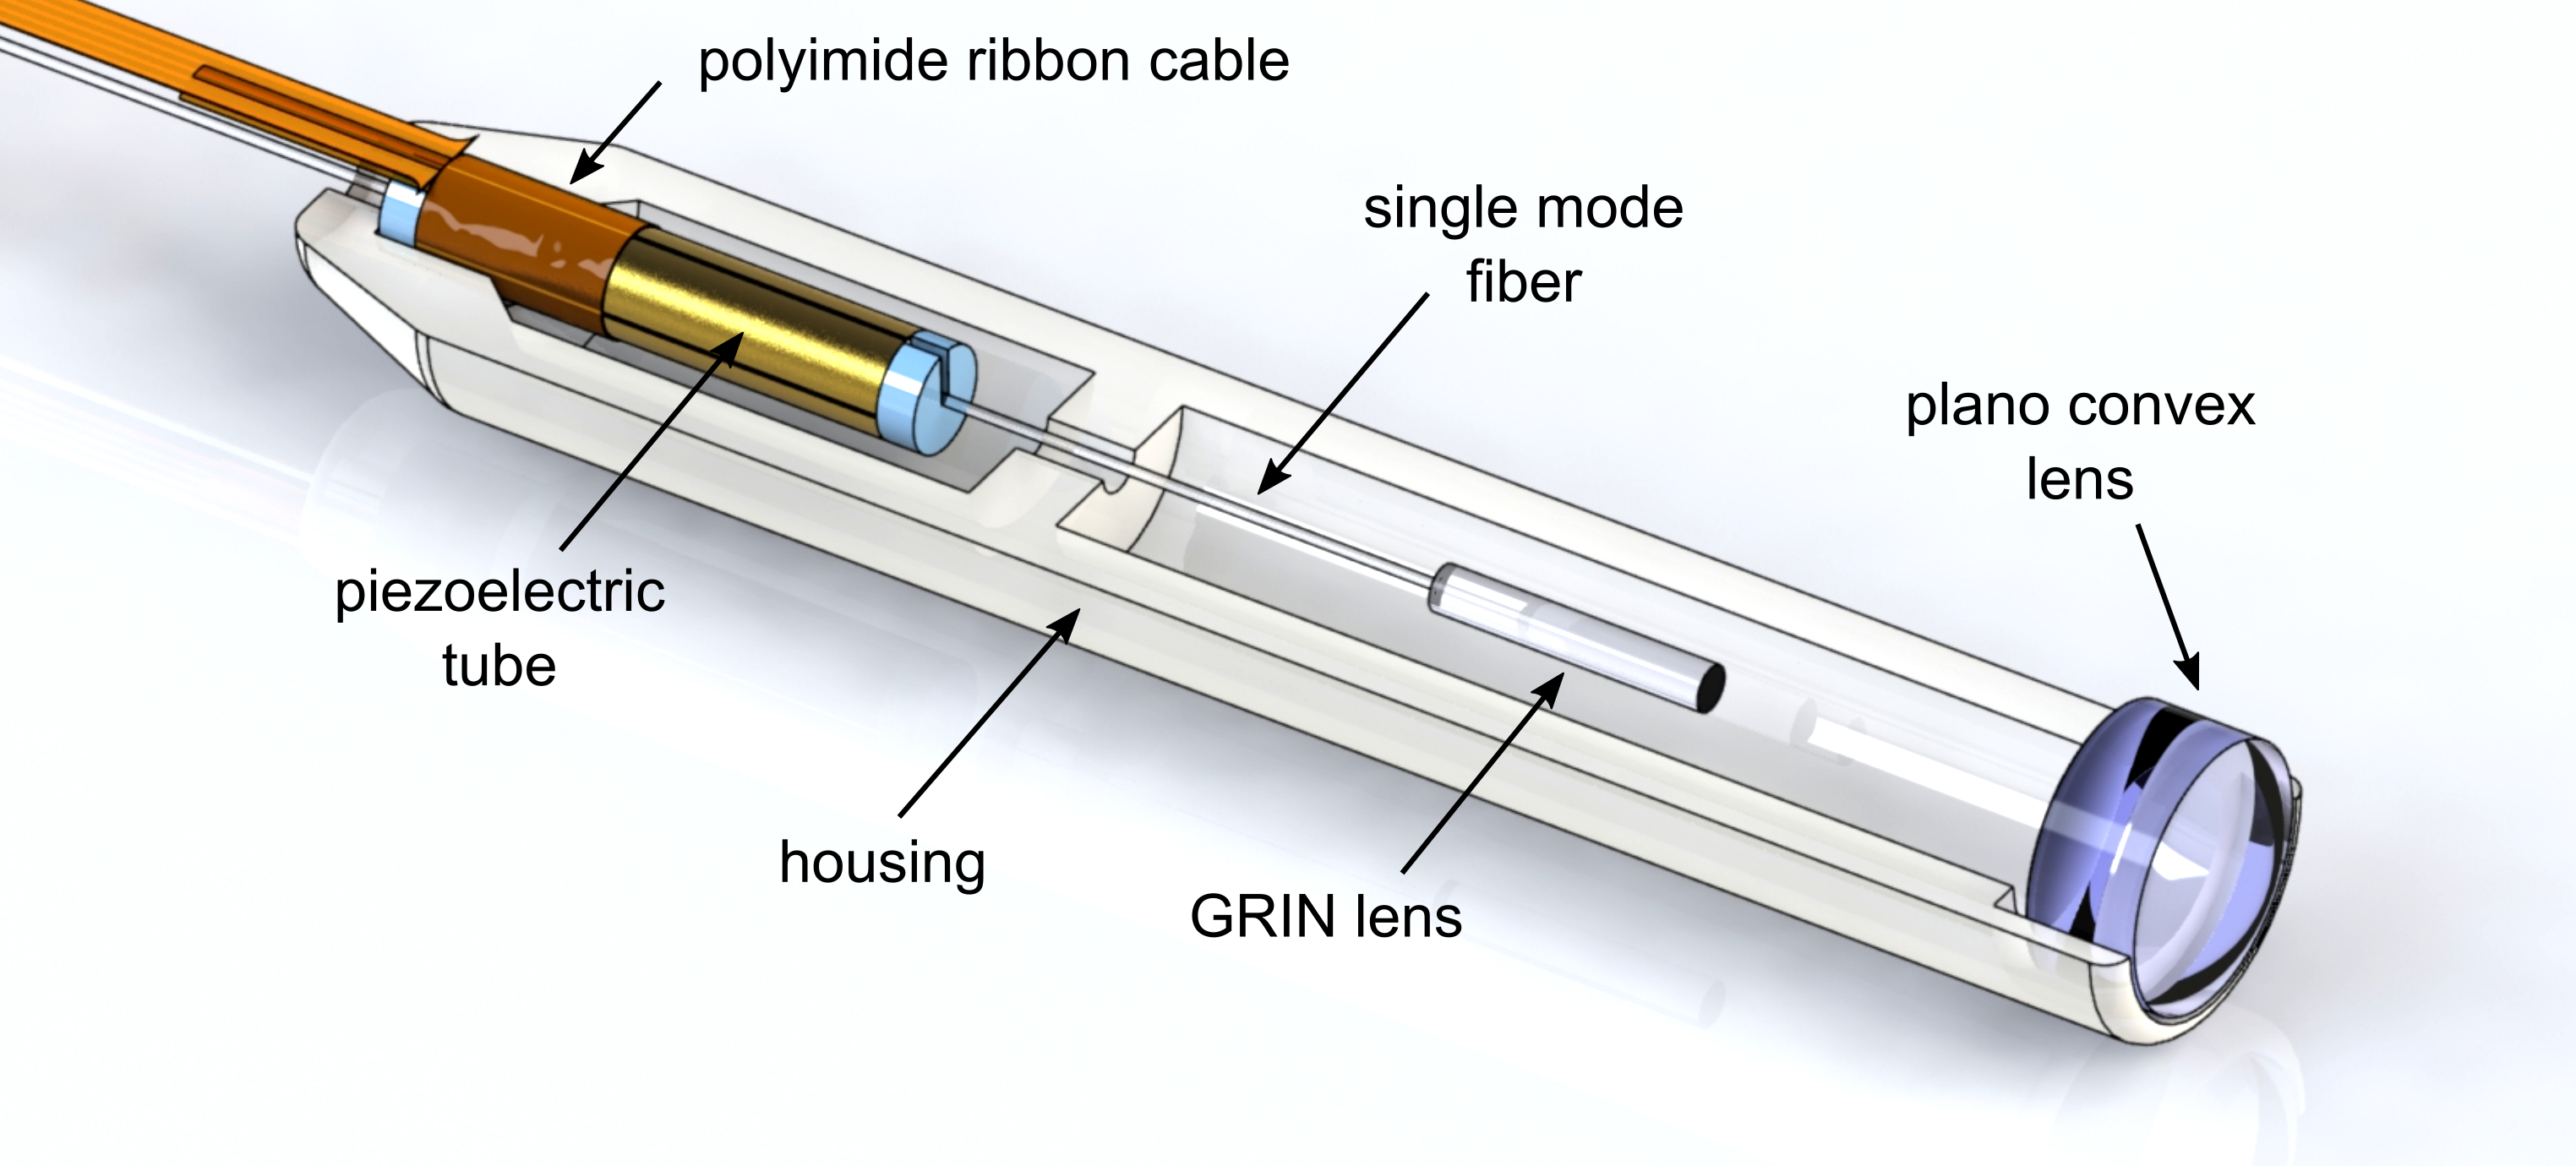 polyimide ribbon cable
single mode
fiber
plano convex
lens
piezoelectric
tube
housing
GRIN lens